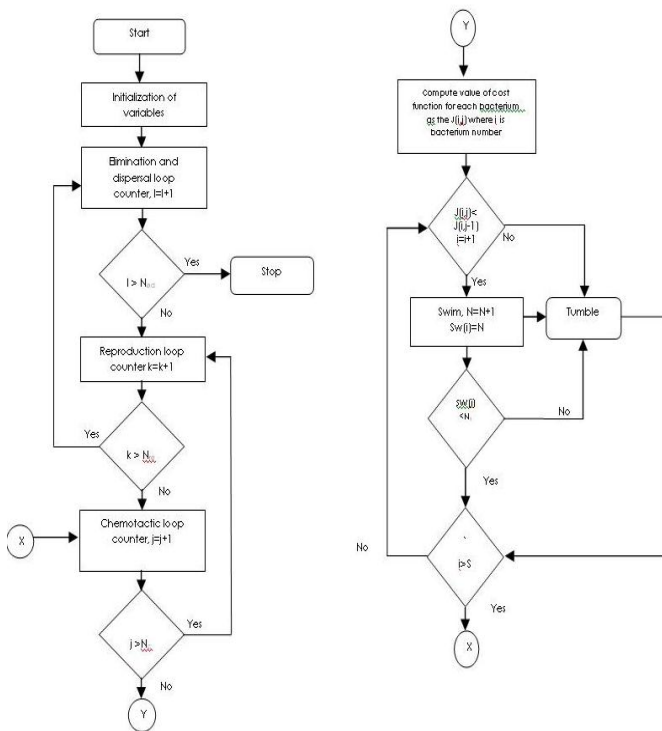 Start
Initialization of
variables
Elimination and
dispersal loop
counter, l=l+1
l > Ned
Yes
Stop
No
Reproduction loop
counter k=k+1
Yes
k > N
No
X
Chemotactic loop
counter, j=j+1
Yes
j >N
No
Y
Y
Compute value of cost
function for each bacterium
as the J(i,j) where i is
bacterium number
J(i,j)<
J(i,j-1)
j=j+1
No
Yes
Swim, N=N+1
Sw(i)=N
Tumble
SW(i)
<N
No
Yes
No
j>S
Yes
X